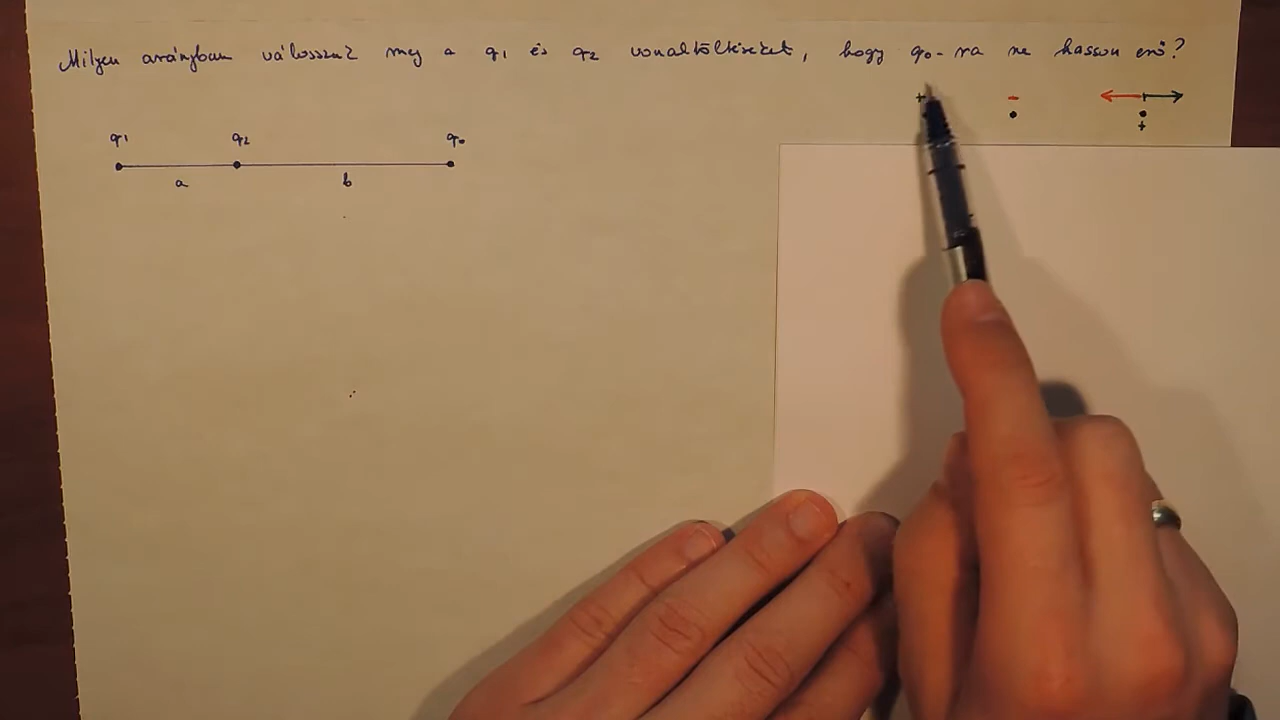 Milyen arányban válasszuk meg a q1 és q2 vonaltöltéseket, hogy q0-ra ne hasson erő?
+ - +
q1 q2 q0
a b